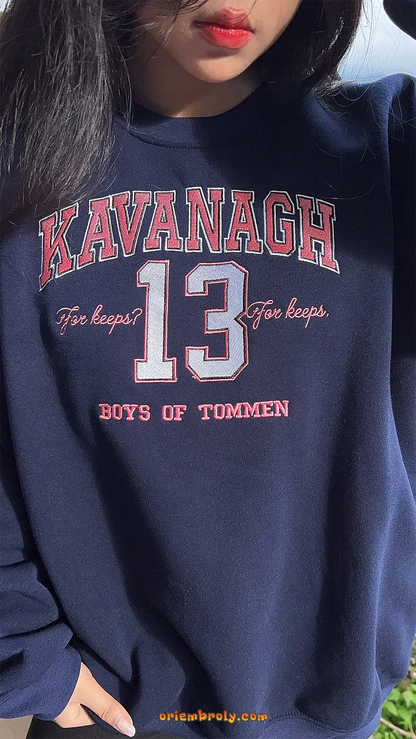 KAVANAGH
For keeps? 13 For keeps.
BOYS OF TOMMEN
oriembroly.com